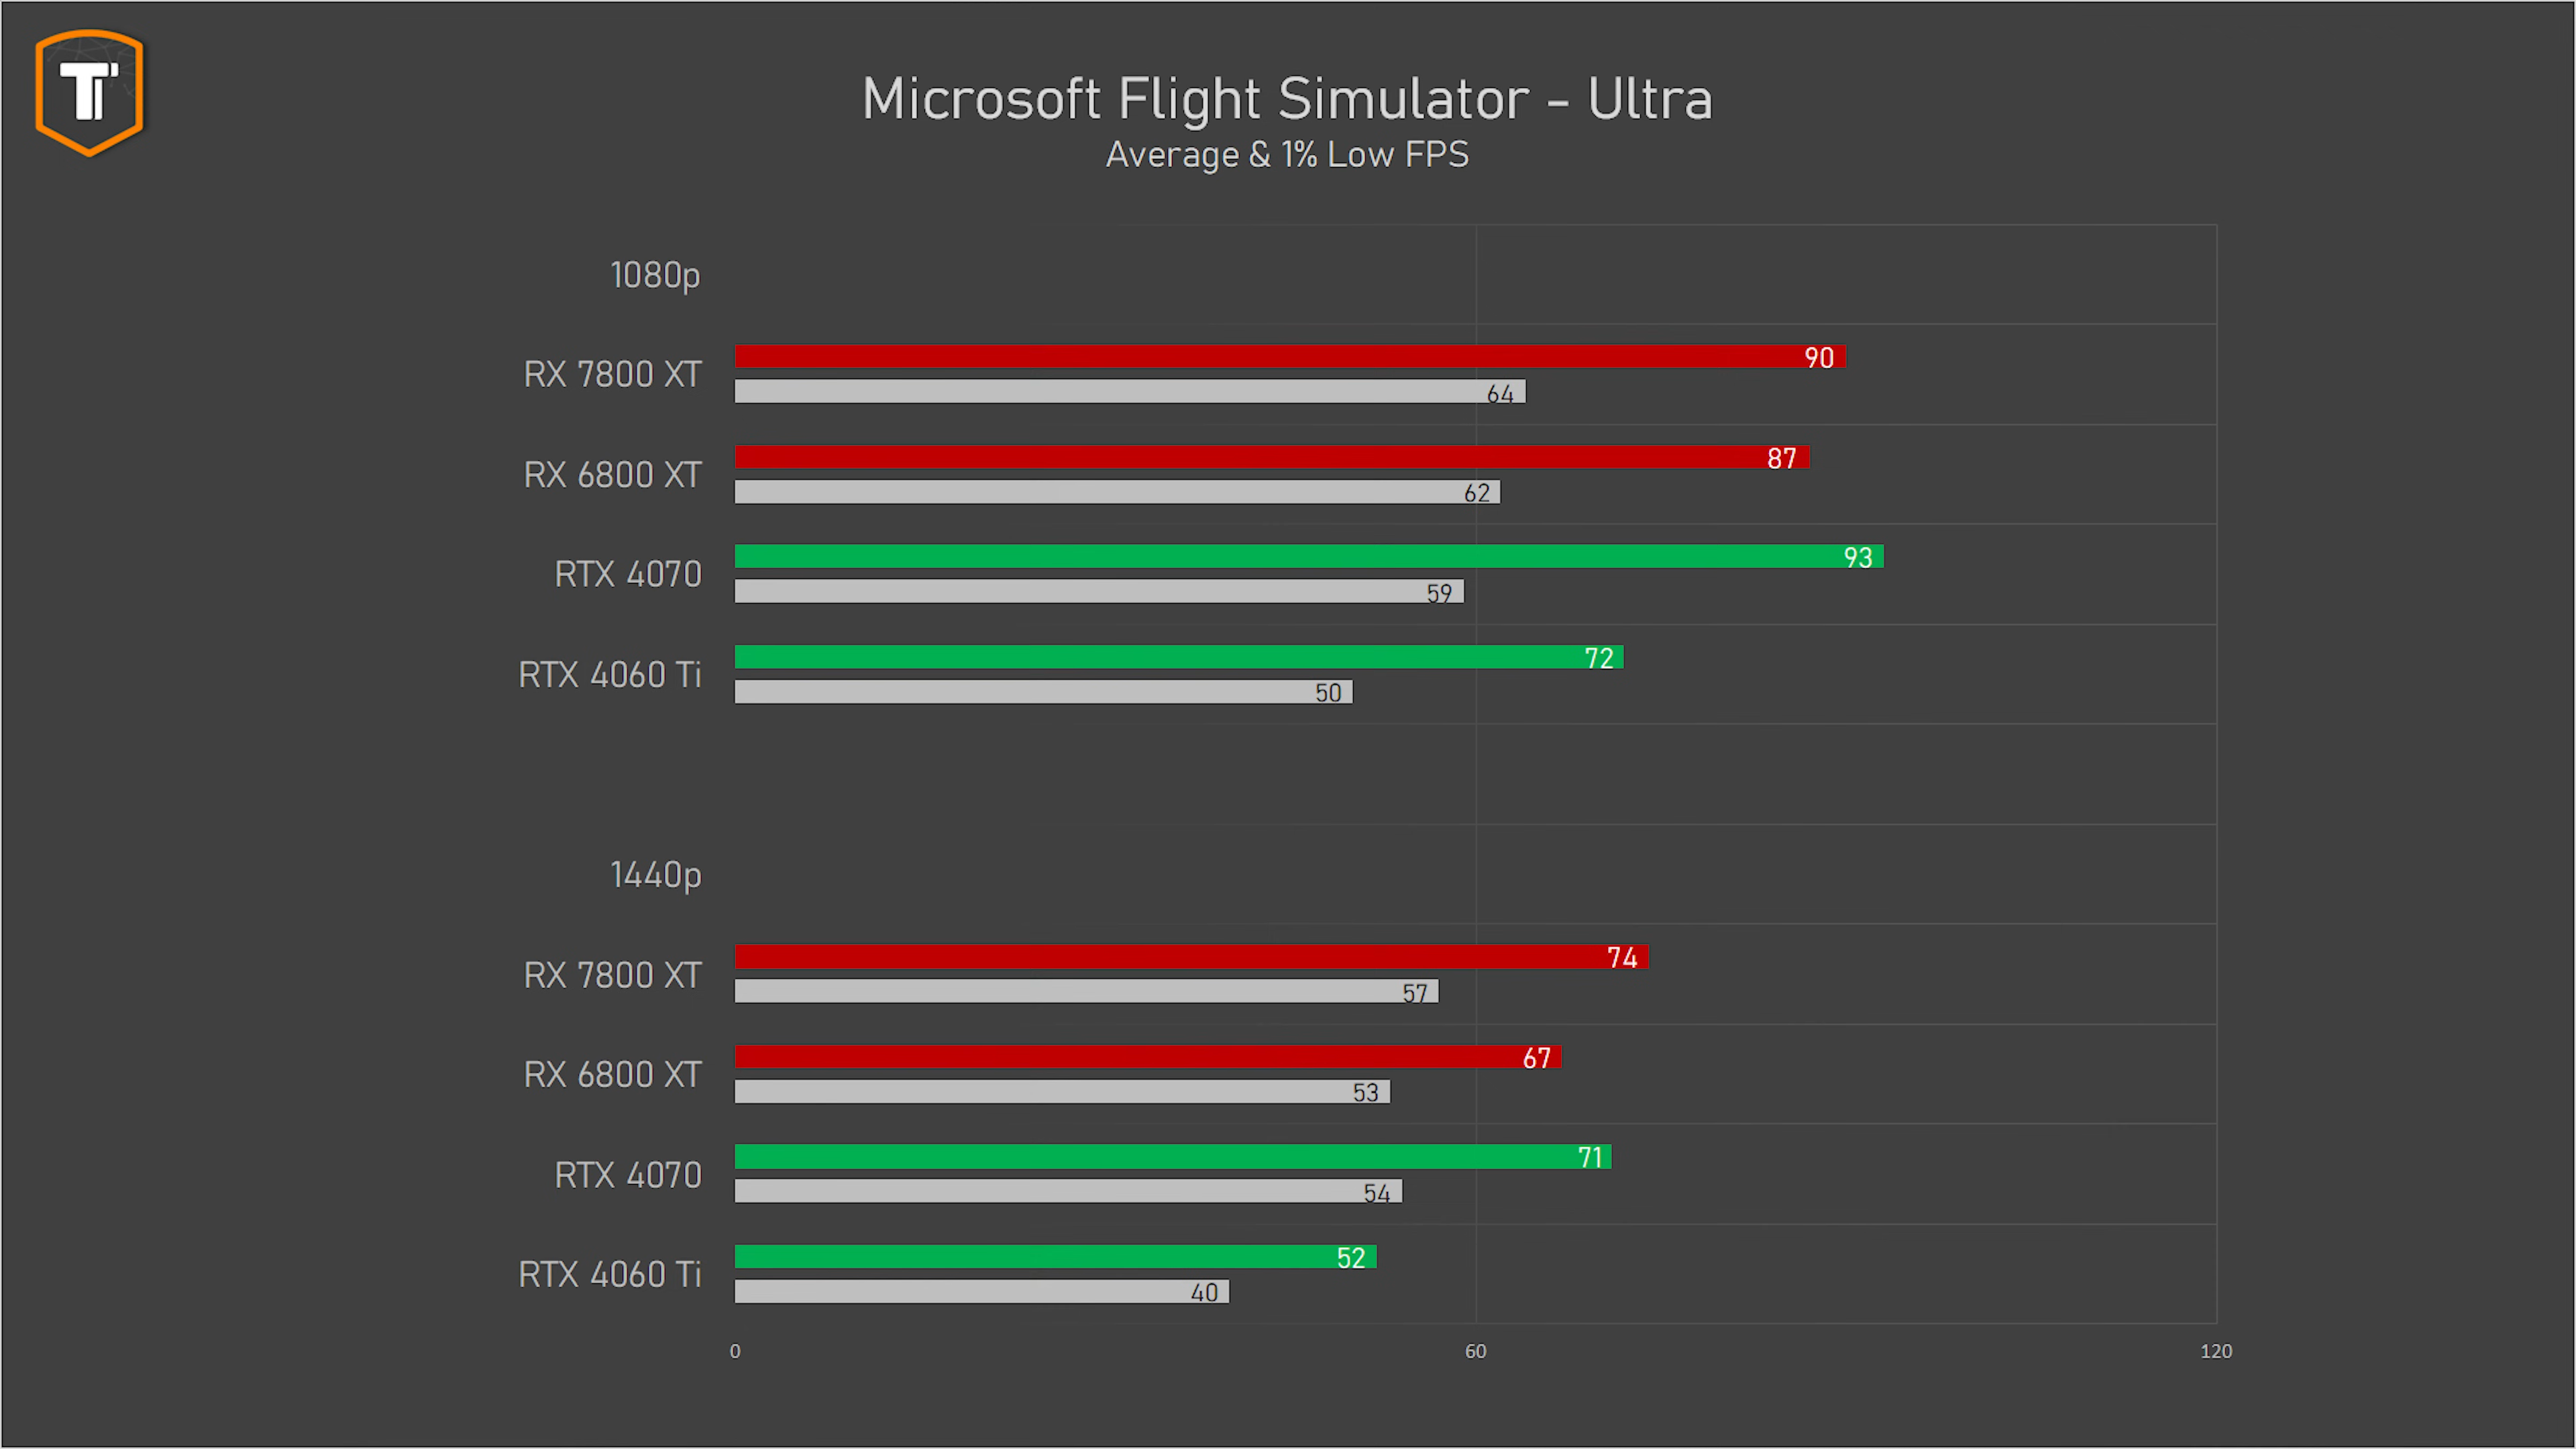 Ti
Microsoft Flight Simulator - Ultra
Average & 1% Low FPS
1080p
RX 7800 XT
90
64
RX 6800 XT
87
62
RTX 4070
93
59
RTX 4060 Ti
72
50
1440p
RX 7800 XT
74
57
RX 6800 XT
67
53
RTX 4070
71
54
RTX 4060 Ti
52
40
0 60 120